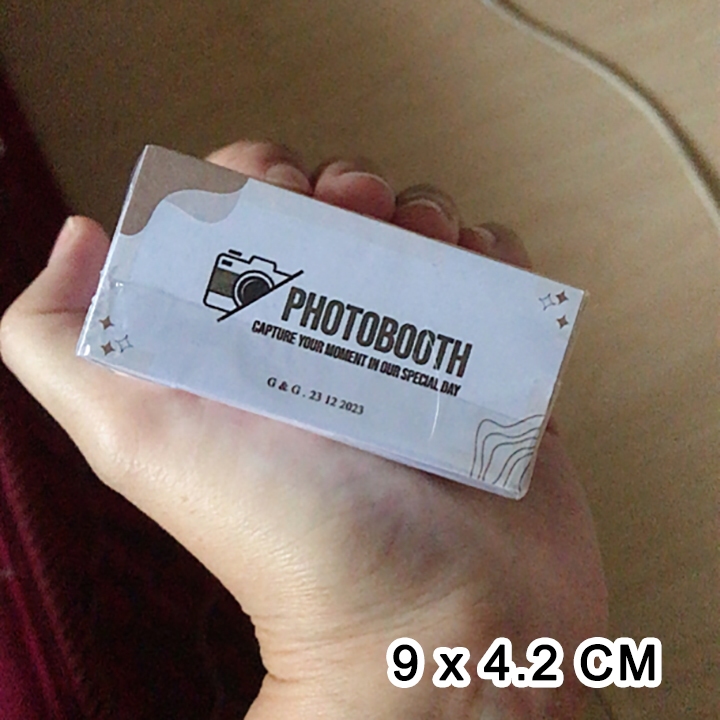 PHOTOBOOTH
CAPTURE YOUR MOMENT IN OUR SPECIAL DAY
G & G . 23 12 2023
9 x 4.2 CM